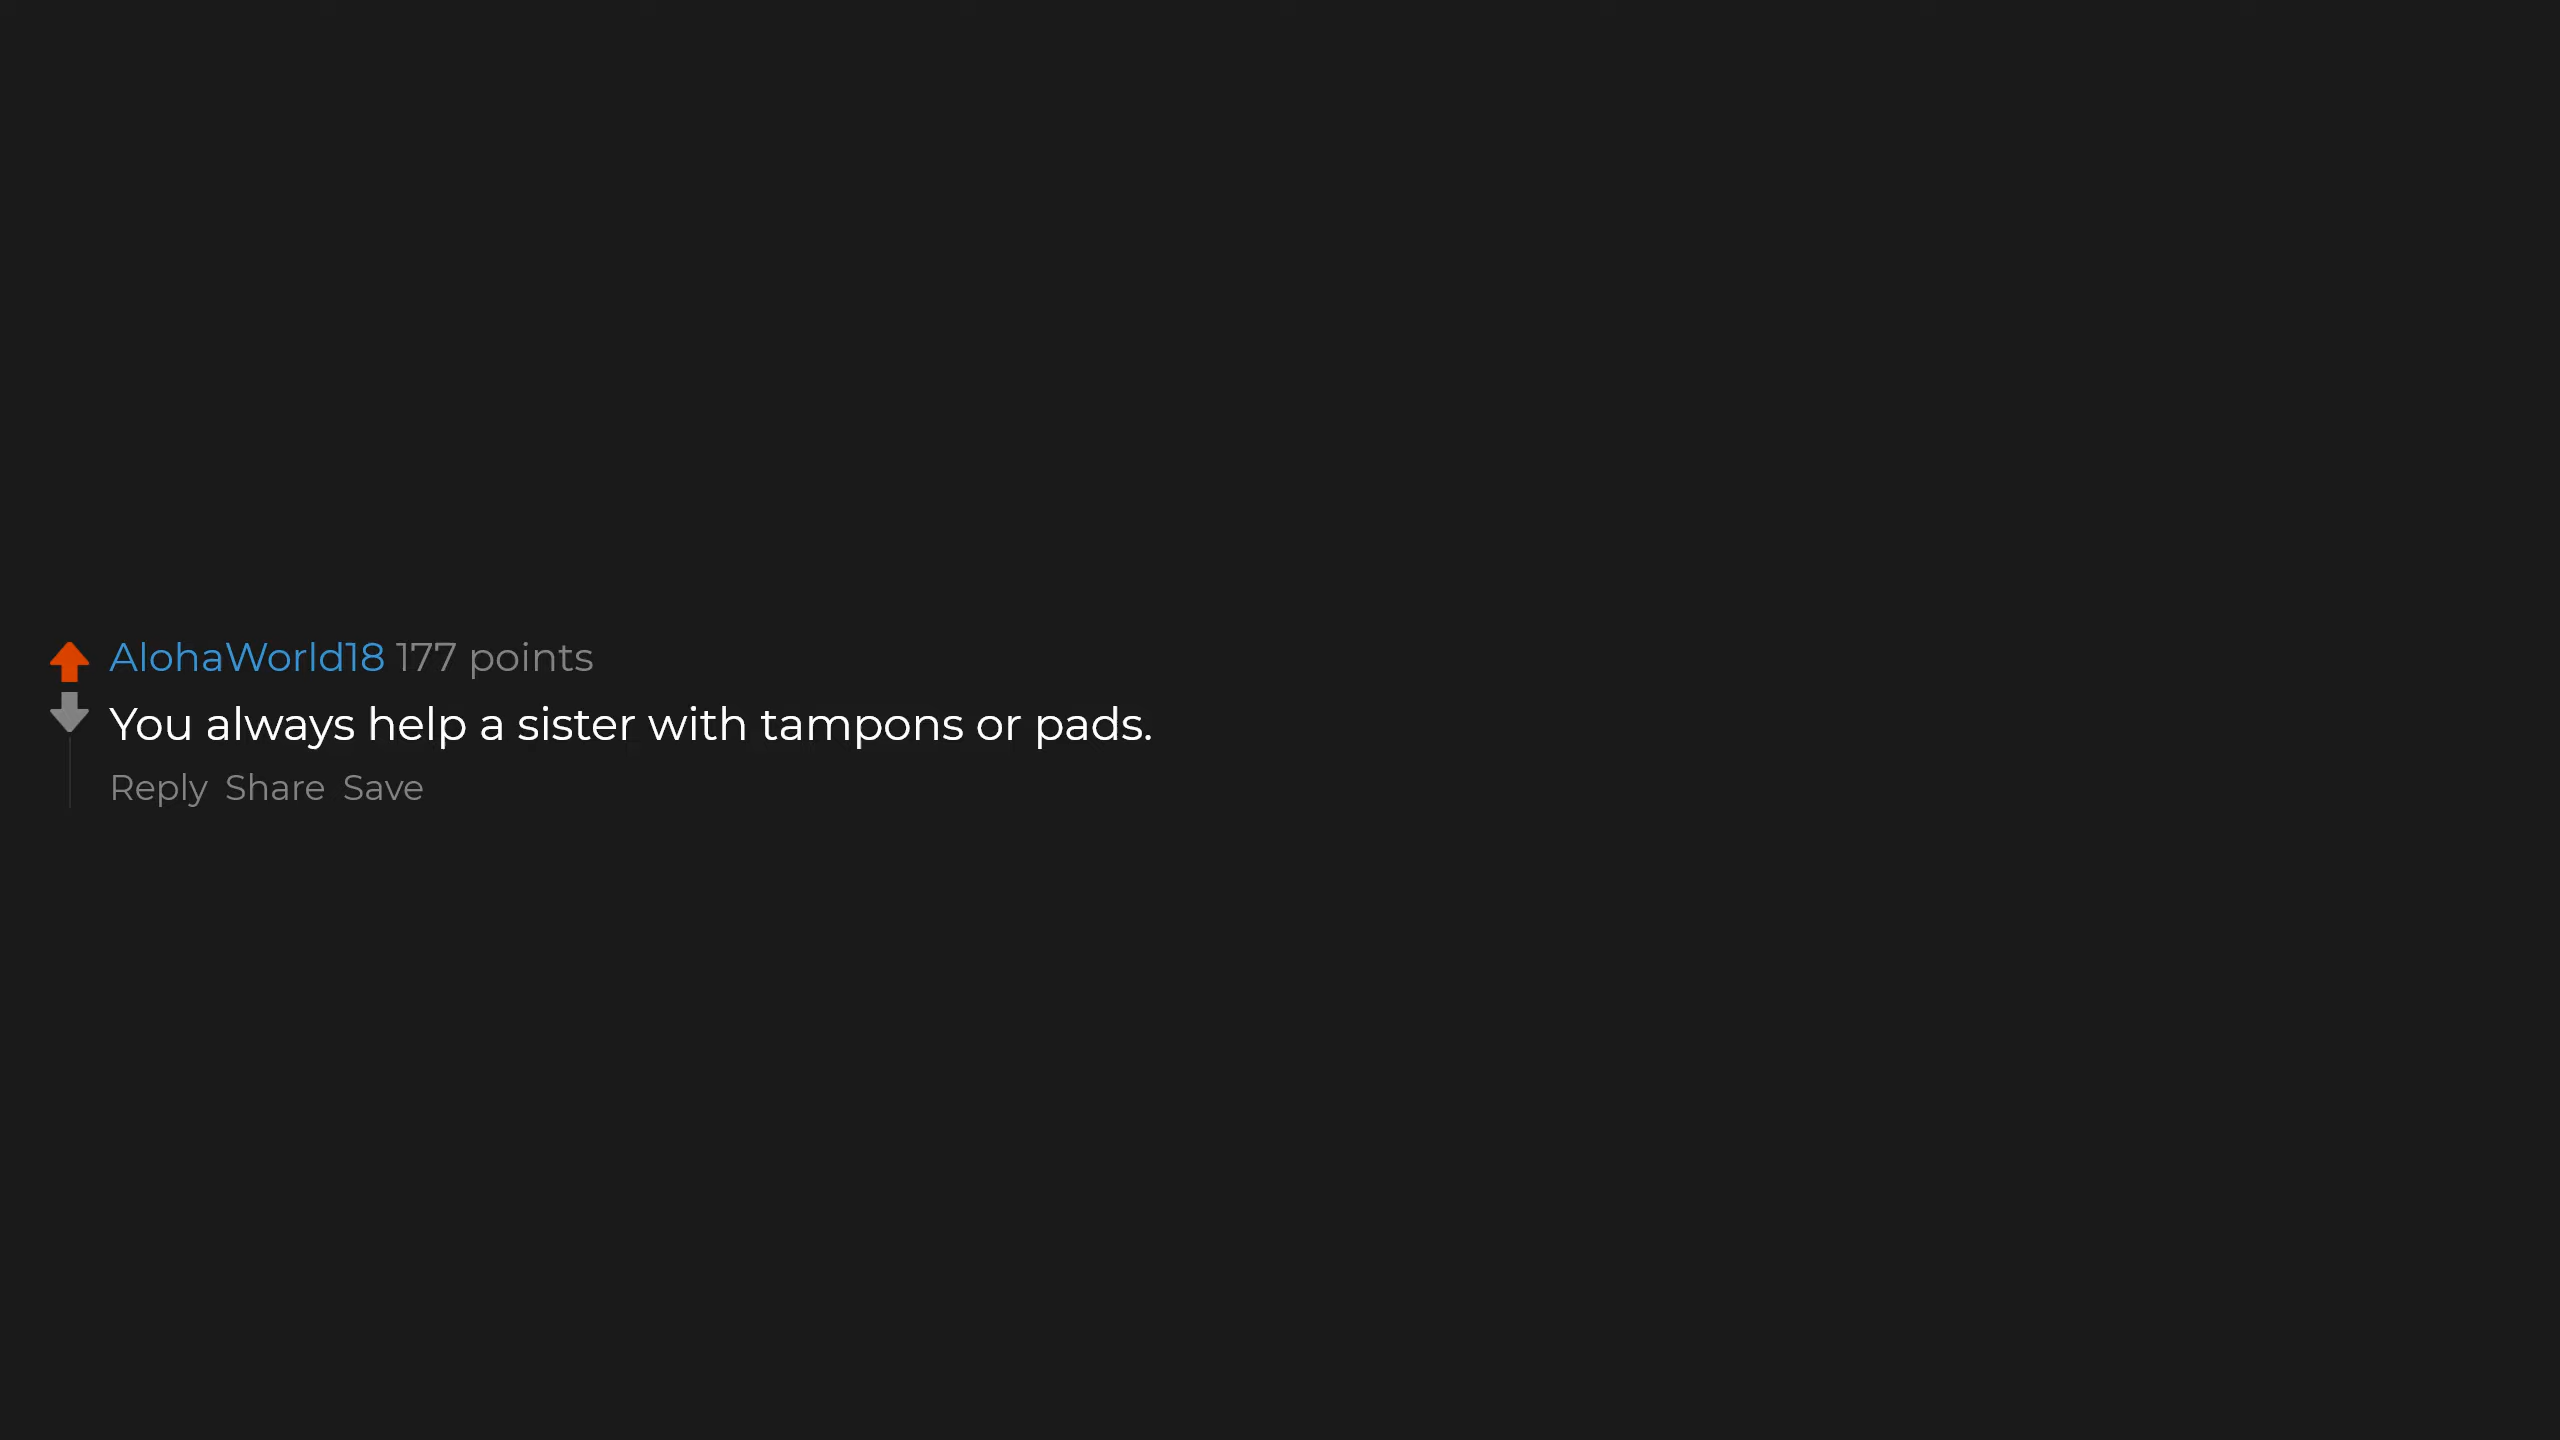 AlohaWorld18 177 points
You always help a sister with tampons or pads.
Reply Share Save